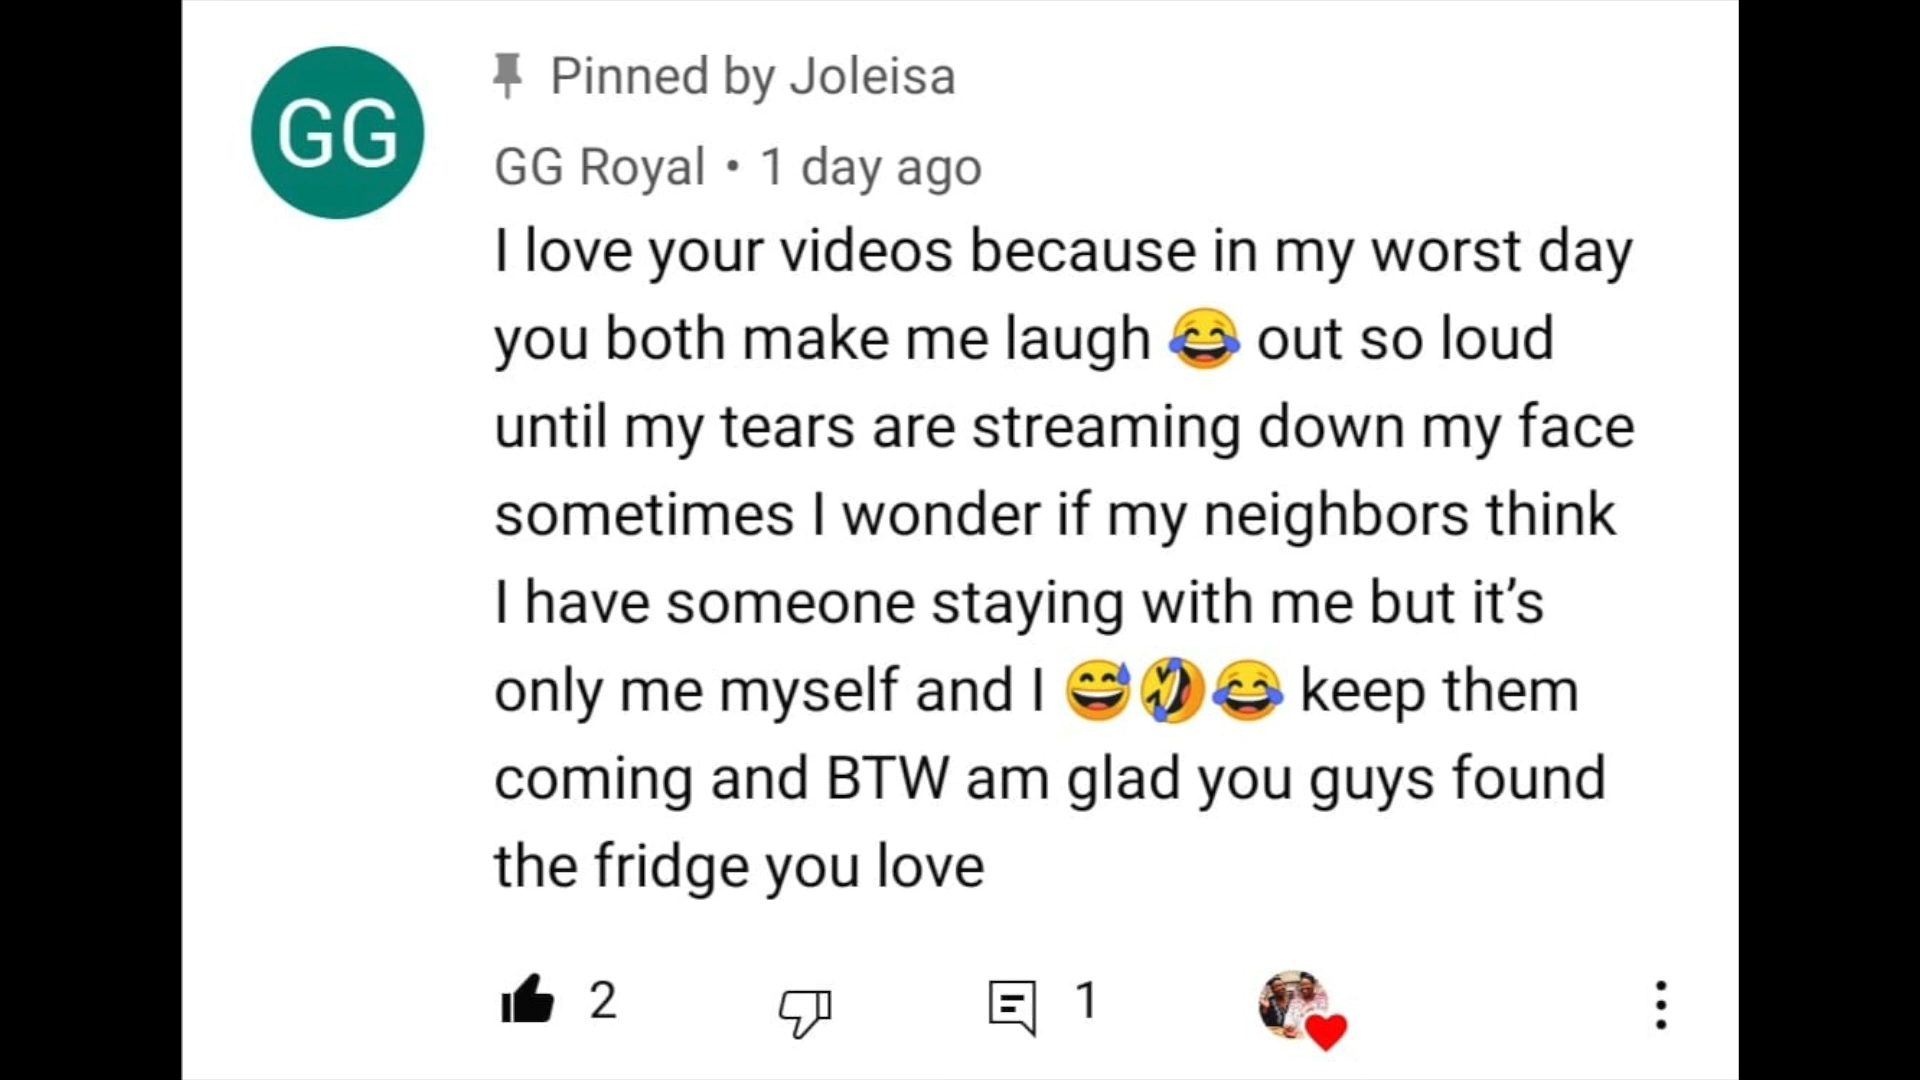 GG
Pinned by Joleisa
GG Royal • 1 day ago
I love your videos because in my worst day
you both make me laugh 😂 out so loud
until my tears are streaming down my face
sometimes I wonder if my neighbors think
I have someone staying with me but it’s
only me myself and I 😅🤣😂 keep them
coming and BTW am glad you guys found
the fridge you love
2
1